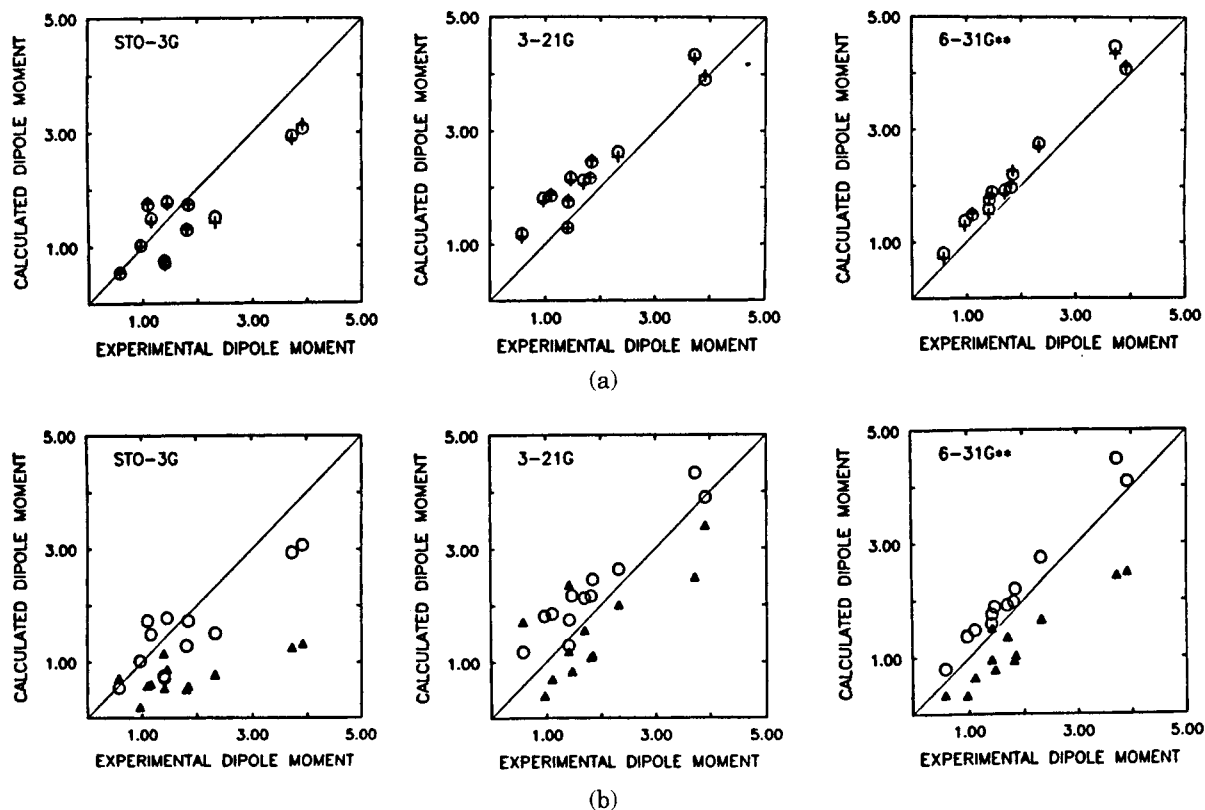 5.00
STO-3G
3.00
1.00
CALCULATED DIPOLE MOMENT
1.00 3.00 5.00
EXPERIMENTAL DIPOLE MOMENT
5.00
3-21G
3.00
1.00
CALCULATED DIPOLE MOMENT
1.00 3.00 5.00
EXPERIMENTAL DIPOLE MOMENT
5.00
6-31G**
3.00
1.00
CALCULATED DIPOLE MOMENT
1.00 3.00 5.00
EXPERIMENTAL DIPOLE MOMENT
(a)
5.00
STO-3G
3.00
1.00
CALCULATED DIPOLE MOMENT
1.00 3.00 5.00
EXPERIMENTAL DIPOLE MOMENT
5.00
3-21G
3.00
1.00
CALCULATED DIPOLE MOMENT
1.00 3.00 5.00
EXPERIMENTAL DIPOLE MOMENT
5.00
6-31G**
3.00
1.00
CALCULATED DIPOLE MOMENT
1.00 3.00 5.00
EXPERIMENTAL DIPOLE MOMENT
(b)